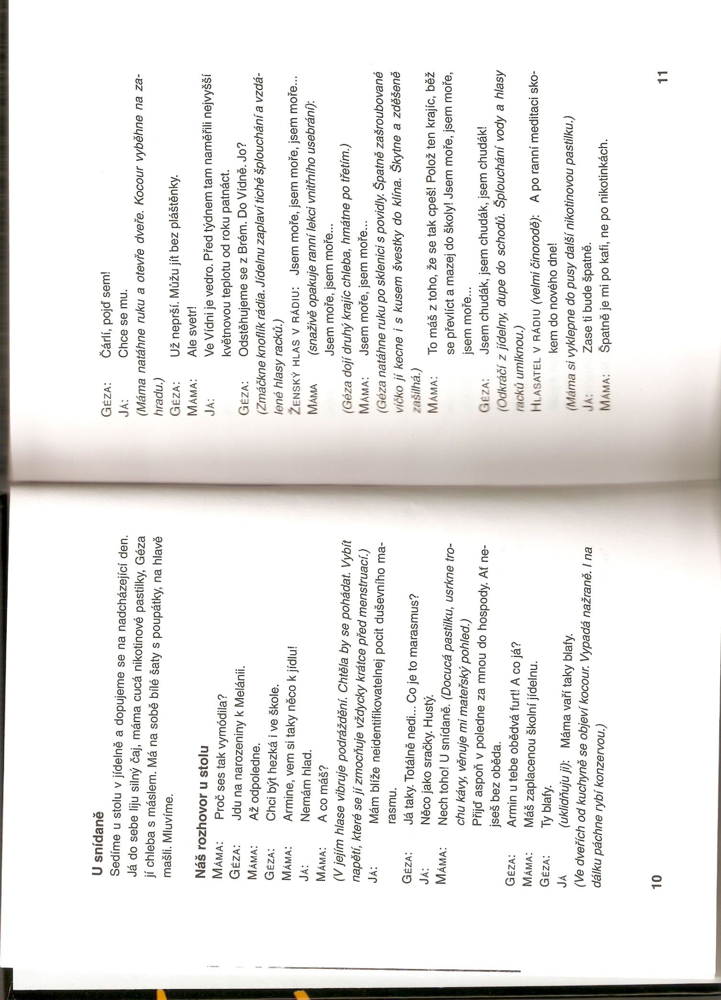 U snídaně
Sedíme u stolu v jídelně a dopujeme se na nadcházející den.
Já do sebe liju silný čaj, máma cucá nikotinové pastilky, Géza
jí chleba s máslem. Má na sobě bílé šaty s poupátky, na hlavě
mašli. Mluvíme.
Náš rozhovor u stolu
MÁMA: Proč ses tak vymódila?
GÉZA: Jdu na narozeniny k Melánii.
MÁMA: Až odpoledne.
GÉZA: Chci být hezká i ve škole.
MÁMA: Armine, vem si taky něco k jídlu!
JÁ: Nemám hlad.
MÁMA: A co máš?
(V jejím hlase vibruje podráždění. Chtěla by se pohádat. Vybít
napětí, které se jí zmocňuje vždycky krátce před menstruací.)
JÁ: Mám blíže neidentifikovatelnej pocit duševního ma-
rasmu.
GÉZA: Já taky. Totálně nedi... Co je to marasmus?
JÁ: Něco jako sračky. Hustý.
MÁMA: Nech toho! U snídaně. (Docucá pastilku, usrkne tro-
chu kávy, věnuje mi mateřský pohled.)
Přijď aspoň v poledne za mnou do hospody. Ať ne-
jseš bez oběda.
GÉZA: Armin u tebe obědvá furt! A co já?
MÁMA: Máš zaplacenou školní jídelnu.
GÉZA: Ty blafy.
JÁ (uklidňuju ji): Máma vaří taky blafy.
(Ve dveřích od kuchyně se objeví kocour. Vypadá nažraně. I na
dálku páchne rybí konzervou.)
10
GÉZA: Čárlí, pojď sem!
JÁ: Chce se mu.
(Máma natáhne ruku a otevře dveře. Kocour vyběhne na za-
hradu.)
GÉZA: Už neprší. Můžu jít bez pláštěnky.
MÁMA: Ale svetr!
JÁ: Ve Vídni je vedro. Před týdnem tam naměřili nejvyšší
květnovou teplotu od roku patnáct.
GÉZA: Odstěhujeme se z Brém. Do Vídně. Jo?
(Zmáčkne knoflík rádia. Jídelnu zaplaví tiché šplouchání a vzdá-
lené hlasy racků.)
ŽENSKÝ HLAS V RÁDIU: Jsem moře, jsem moře, jsem moře...
MÁMA (snaživě opakuje ranní lekci vnitřního usebrání):
Jsem moře, jsem moře...
(Géza dojí druhý krajíc chleba, hmátne po třetím.)
MÁMA: Jsem moře, jsem moře...
(Géza natáhne ruku po sklenici s povidly. Špatně zašroubované
víčko jí kecne i s kusem švestky do klína. Škytne a zděšeně
zašilhá.)
MÁMA: To máš z toho, že se tak cpeš! Polož ten krajíc, běž
se převlíct a mazej do školy! Jsem moře, jsem moře,
jsem moře...
GÉZA: Jsem chudák, jsem chudák, jsem chudák!
(Odkráčí z jídelny, dupe do schodů. Šplouchání vody a hlasy
racků umlknou.)
HLASATEL V RÁDIU (velmi činorodě): A po ranní meditaci sko-
kem do nového dne!
(Máma si vyklepne do pusy další nikotinovou pastilku.)
JÁ: Zase ti bude špatně.
MÁMA: Špatně je mi po kafi, ne po nikotinkách.
11